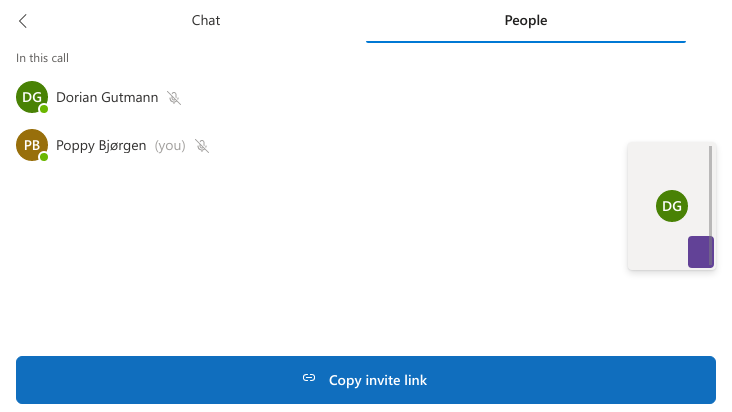 Chat
People
In this call
DG Dorian Gutmann
PB Poppy Bjørgen (you)
DG
Copy invite link